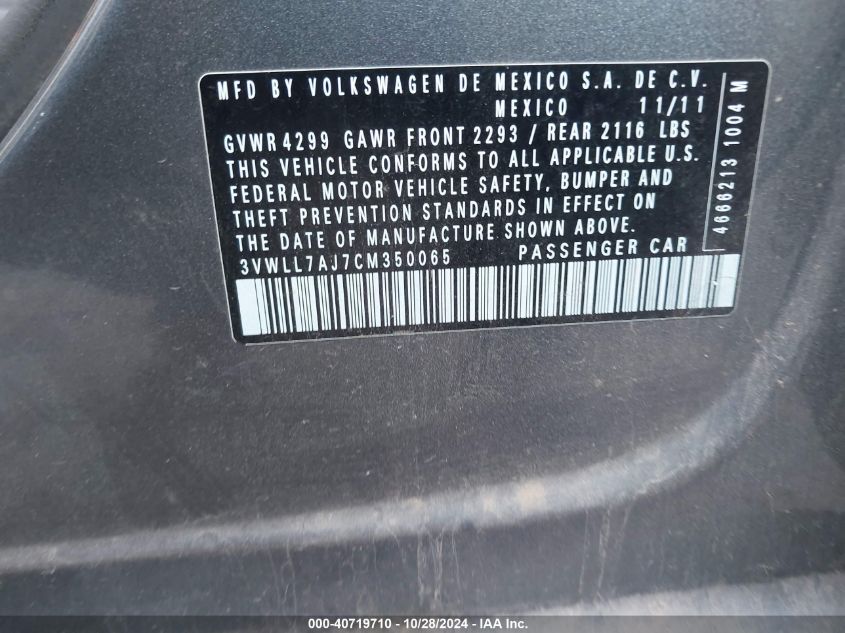 MFD BY VOLKSWAGEN DE MEXICO S.A. DE C.V.
MEXICO 11/11
GVWR 4299 GAWR FRONT 2293 / REAR 2116 LBS
THIS VEHICLE CONFORMS TO ALL APPLICABLE U.S.
FEDERAL MOTOR VEHICLE SAFETY, BUMPER AND
THEFT PREVENTION STANDARDS IN EFFECT ON
THE DATE OF MANUFACTURE SHOWN ABOVE.
3VWLL7AJ7CM350065 PASSENGER CAR
4666213 1004 M
000-40719710 - 10/28/2024 - IAA Inc.